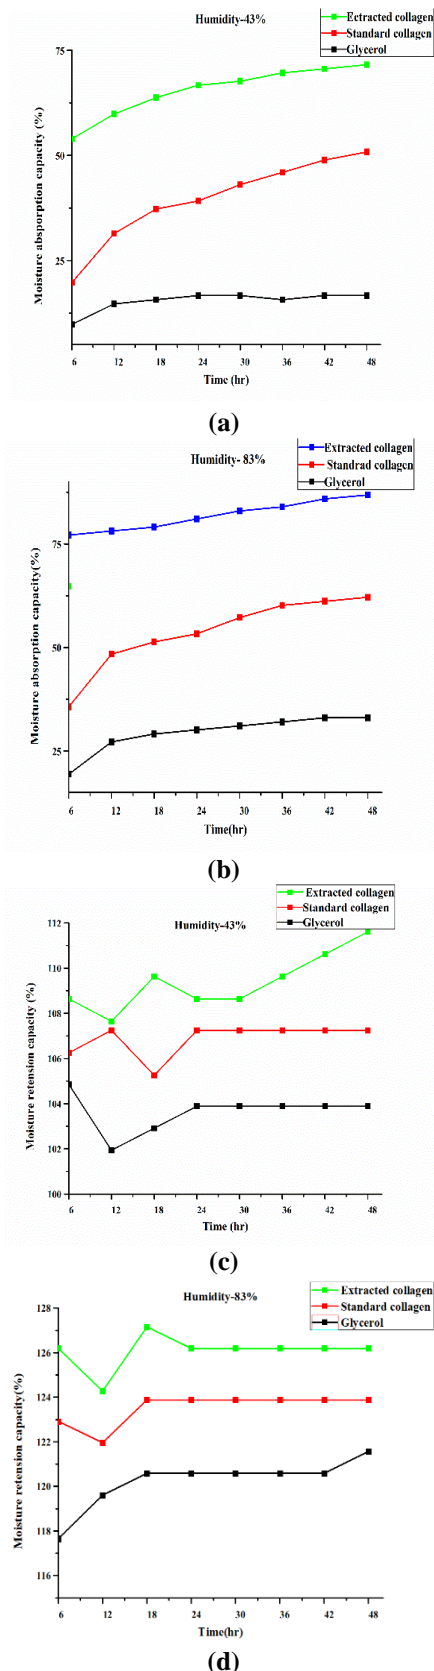 Humidity-43%
Ectracted collagen
Standard collagen
Glycerol
Moisture absporption capacity (%)
75
50
25
6 12 18 24 30 36 42 48
Time (hr)
(a)
Humidity- 83%
Extracted collagen
Standrad collagen
Glycerol
Moisture absorption capacity(%)
75
50
25
6 12 18 24 30 36 42 48
Time(hr)
(b)
Humidity-43%
Extracted collagen
Standard collagen
Glycerol
Moisture retension capacity (%)
112
110
108
106
104
102
100
6 12 18 24 30 36 42 48
Time (hr)
(c)
Humidity-83%
Extracted collagen
Standard collagen
Glycerol
Moisture retension capacity(%)
128
126
124
122
120
118
116
6 12 18 24 30 36 42 48
Time(hr)
(d)